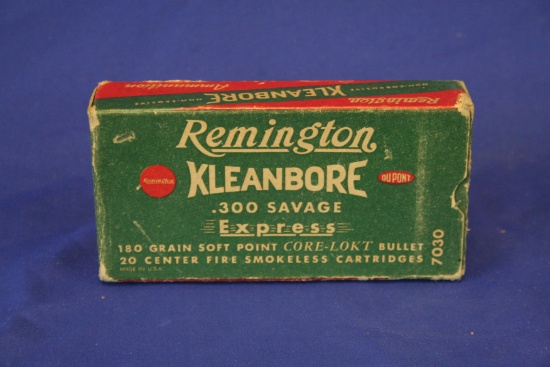 Ammunition KLEANBORE Remington
Remington
KLEANBORE
Remington
DU PONT
.300 SAVAGE
Express
180 GRAIN SOFT POINT CORE-LOKT BULLET
20 CENTER FIRE SMOKELESS CARTRIDGES
MADE IN U.S.A.
7030